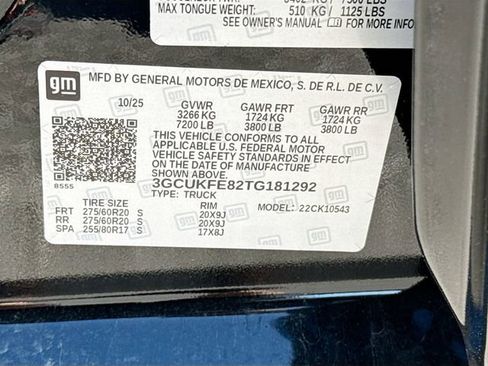 MAX TONGUE WEIGHT: 510 KG / 1125 LBS
SEE OWNER'S MANUAL FOR MORE INFOR
gm MFD BY GENERAL MOTORS DE MEXICO, S. DE R.L. DE C.V.
10/25 GVWR GAWR FRT GAWR RR
3266 KG 1724 KG 1724 KG
7200 LB 3800 LB 3800 LB
THIS VEHICLE CONFORMS TO ALL
APPLICABLE U.S. FEDERAL MOTOR
VEHICLE SAFETY STANDARDS IN EFFECT
ON THE DATE OF MANUFACTURE
SHOWN ABOVE.
8555 3GCUKFE82TG181292
TYPE: TRUCK
TIRE SIZE RIM MODEL: 22CK10543
FRT 275/60R20 S 20X9J
RR 275/60R20 S 20X9J
SPA 255/80R17 S 17X8J